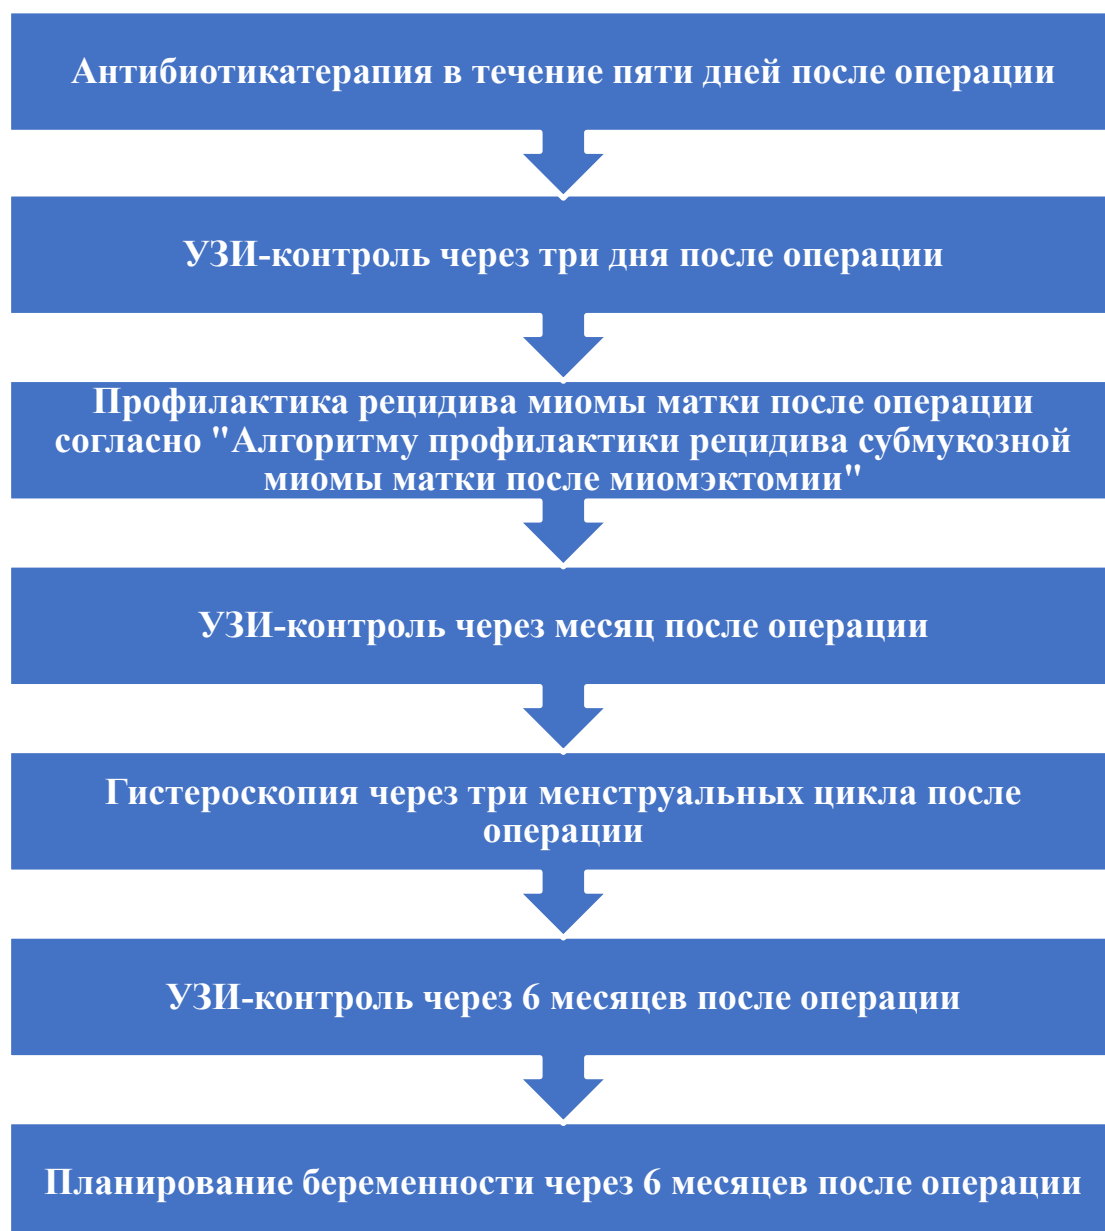 Антибиотикатерапия в течение пяти дней после операции
УЗИ-контроль через три дня после операции
Профилактика рецидива миомы матки после операции
согласно "Алгоритму профилактики рецидива субмукозной
миомы матки после миомэктомии"
УЗИ-контроль через месяц после операции
Гистероскопия через три менструальных цикла после
операции
УЗИ-контроль через 6 месяцев после операции
Планирование беременности через 6 месяцев после операции